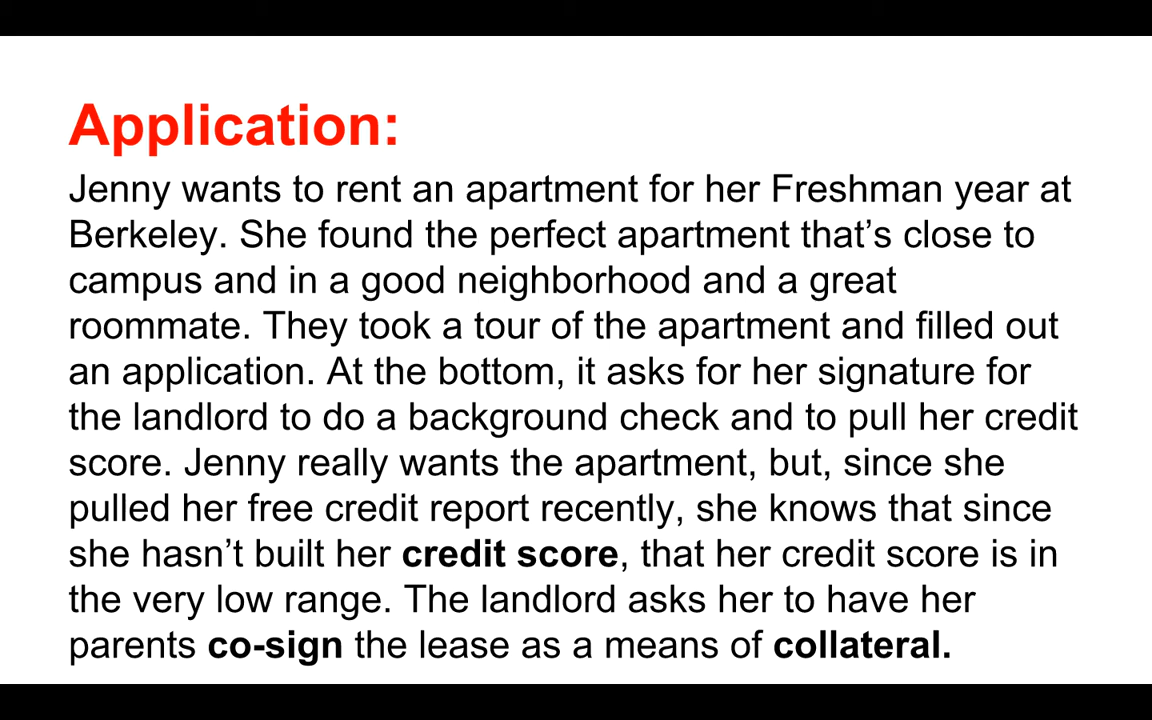 Application:
Jenny wants to rent an apartment for her Freshman year at
Berkeley. She found the perfect apartment that’s close to
campus and in a good neighborhood and a great
roommate. They took a tour of the apartment and filled out
an application. At the bottom, it asks for her signature for
the landlord to do a background check and to pull her credit
score. Jenny really wants the apartment, but, since she
pulled her free credit report recently, she knows that since
she hasn’t built her credit score, that her credit score is in
the very low range. The landlord asks her to have her
parents co-sign the lease as a means of collateral.